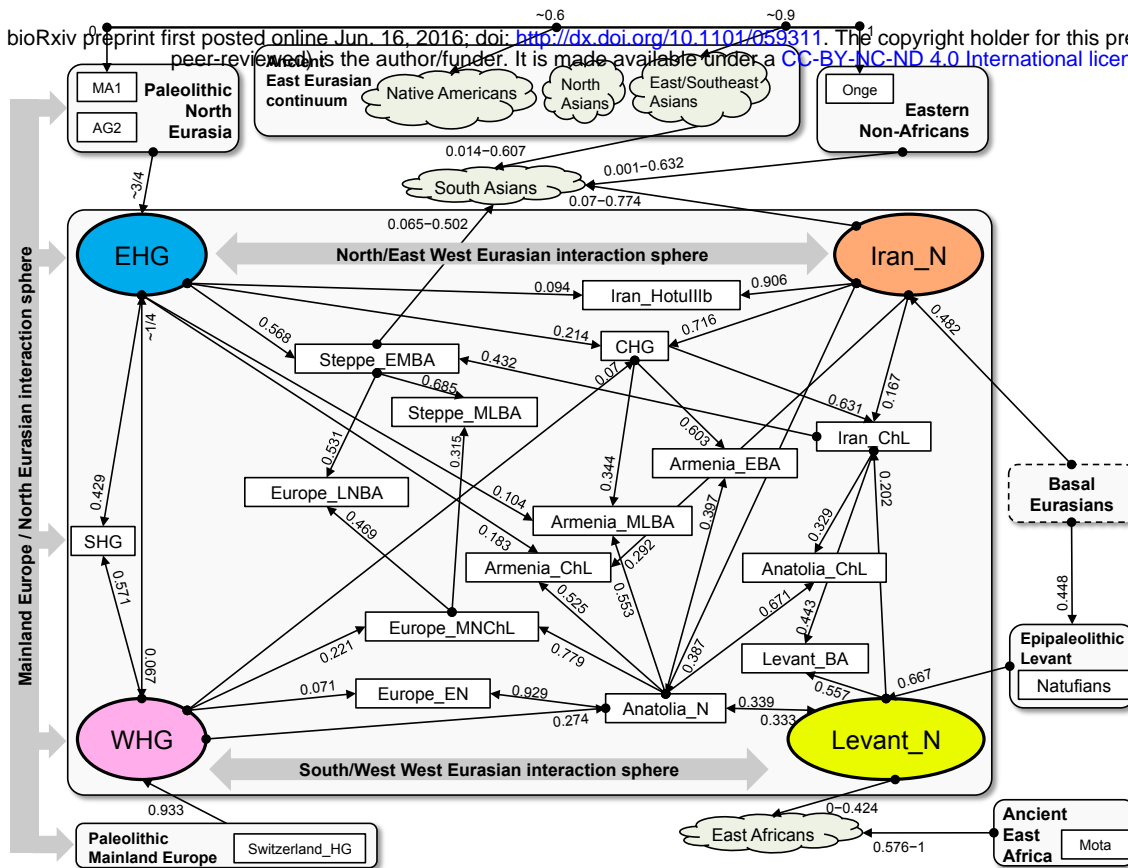 0
~0.6
~0.9
1
bioRxiv preprint first posted online Jun. 16, 2016; doi: http://dx.doi.org/10.1101/059311. The copyright holder for this pre
peer-reviewed) is the author/funder. It is made available under a CC-BY-NC-ND 4.0 International licen
MA1
AG2
Paleolithic
North
Eurasia
Ancient
East Eurasian
continuum
Native Americans
North
Asians
East/Southeast
Asians
Onge
Eastern
Non-Africans
~3/4
0.014−0.607
0.001−0.632
South Asians
0.07−0.774
0.065−0.502
Mainland Europe / North Eurasian interaction sphere
EHG
North/East West Eurasian interaction sphere
Iran_N
0.094
Iran_HotuIIIb
0.906
0.482
~1/4
0.568
0.214
0.716
CHG
Steppe_EMBA
0.432
0.07
0.167
0.685
0.631
Steppe_MLBA
0.315
0.603
Iran_ChL
0.531
Armenia_EBA
0.344
0.202
Basal
Eurasians
Europe_LNBA
0.429
0.104
0.397
0.469
Armenia_MLBA
0.329
SHG
0.183
0.292
Armenia_ChL
Anatolia_ChL
0.571
0.525
0.553
0.671
0.443
0.448
Europe_MNChL
0.221
0.779
0.387
Levant_BA
Epipaleolithic
Levant
Natufians
0.067
0.667
0.071
Europe_EN
0.929
0.557
0.274
Anatolia_N
0.339
0.333
WHG
Levant_N
South/West West Eurasian interaction sphere
0.933
0−0.424
Paleolithic
Mainland Europe
Switzerland_HG
East Africans
0.576−1
Ancient
East
Africa
Mota